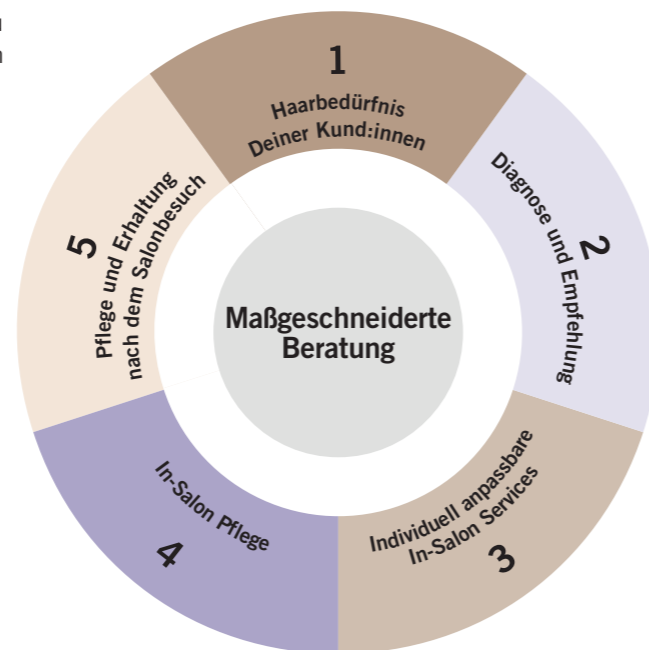 1
Haarbedürfnis
Deiner Kund:innen
2
Diagnose und Empfehlung
3
Individuell anpassbare
In-Salon Services
4
In-Salon Pflege
5
Pflege und Erhaltung
nach dem Salonbesuch
Maßgeschneiderte
Beratung